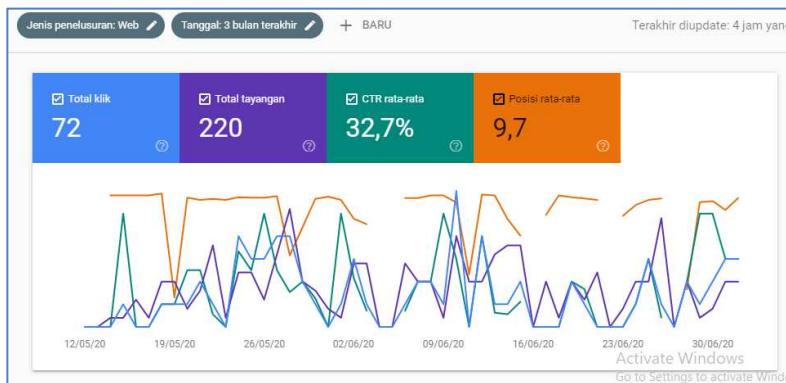 Jenis penelusuran: Web Tanggal: 3 bulan terakhir + BARU Terakhir diupdate: 4 jam yang
Total klik Total tayangan CTR rata-rata Posisi rata-rata
72 220 32,7% 9,7
12/05/20 19/05/20 26/05/20 02/06/20 09/06/20 16/06/20 23/06/20 30/06/20
Activate Windows
Go to Settings to activate Wind